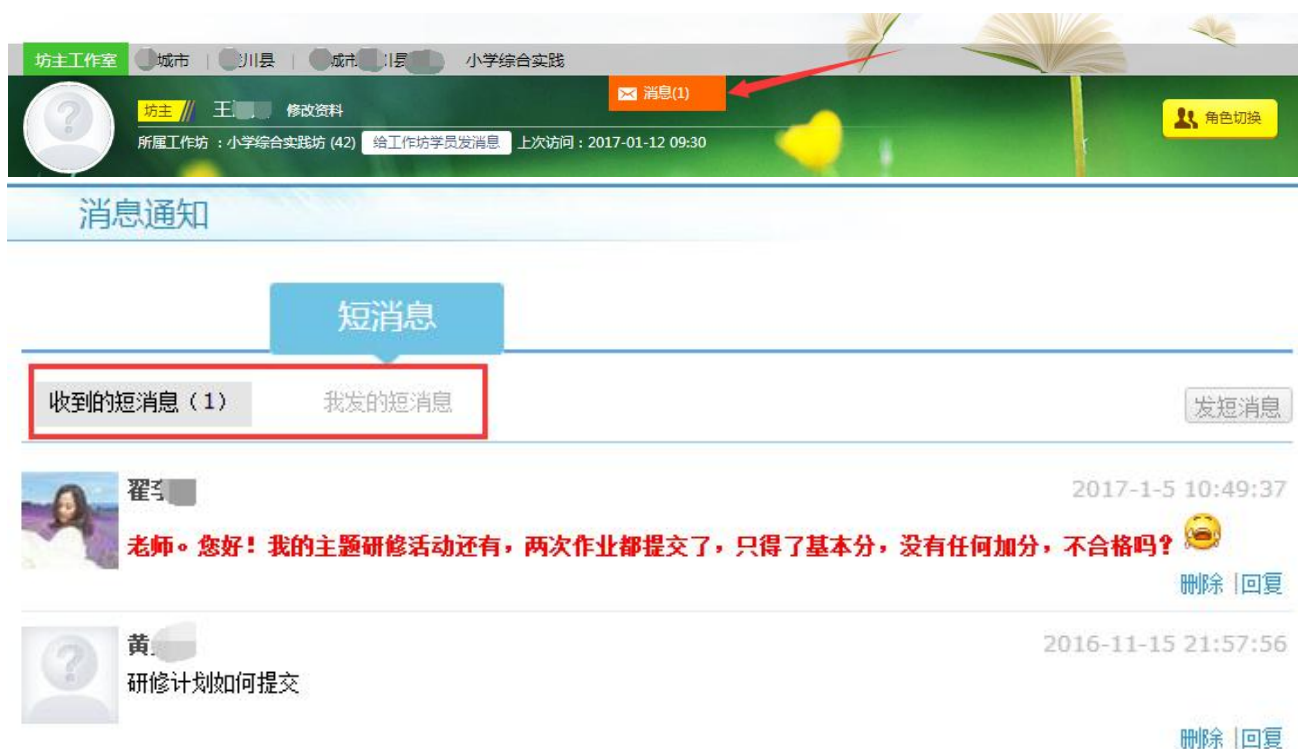 坊主工作室 城市 | 川县 | 城市 川县 小学综合实践
消息(1)
坊主 王 修改资料
角色切换
所属工作坊 ：小学综合实践坊 (42) 给工作坊学员发消息 上次访问：2017-01-12 09:30
消息通知
短消息
收到的短消息（1） 我发的短消息 发短消息
翟 2017-1-5 10:49:37
老师。您好！我的主题研修活动还有，两次作业都提交了，只得了基本分，没有任何加分，不合格吗？
删除 |回复
黄 2016-11-15 21:57:56
研修计划如何提交
删除 |回复